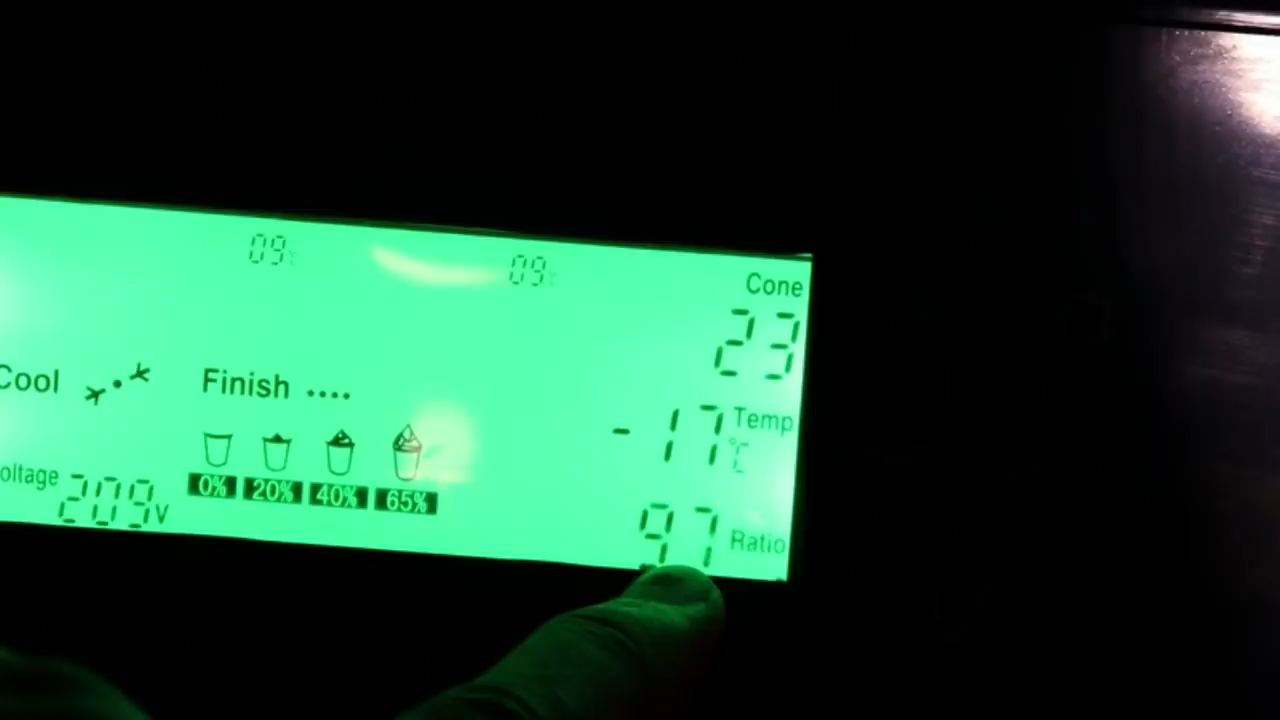 09℃ 09℃
Cone
23
Cool Finish ....
-17 Temp
℃
0% 20% 40% 65%
oltage 209V
97 Ratio